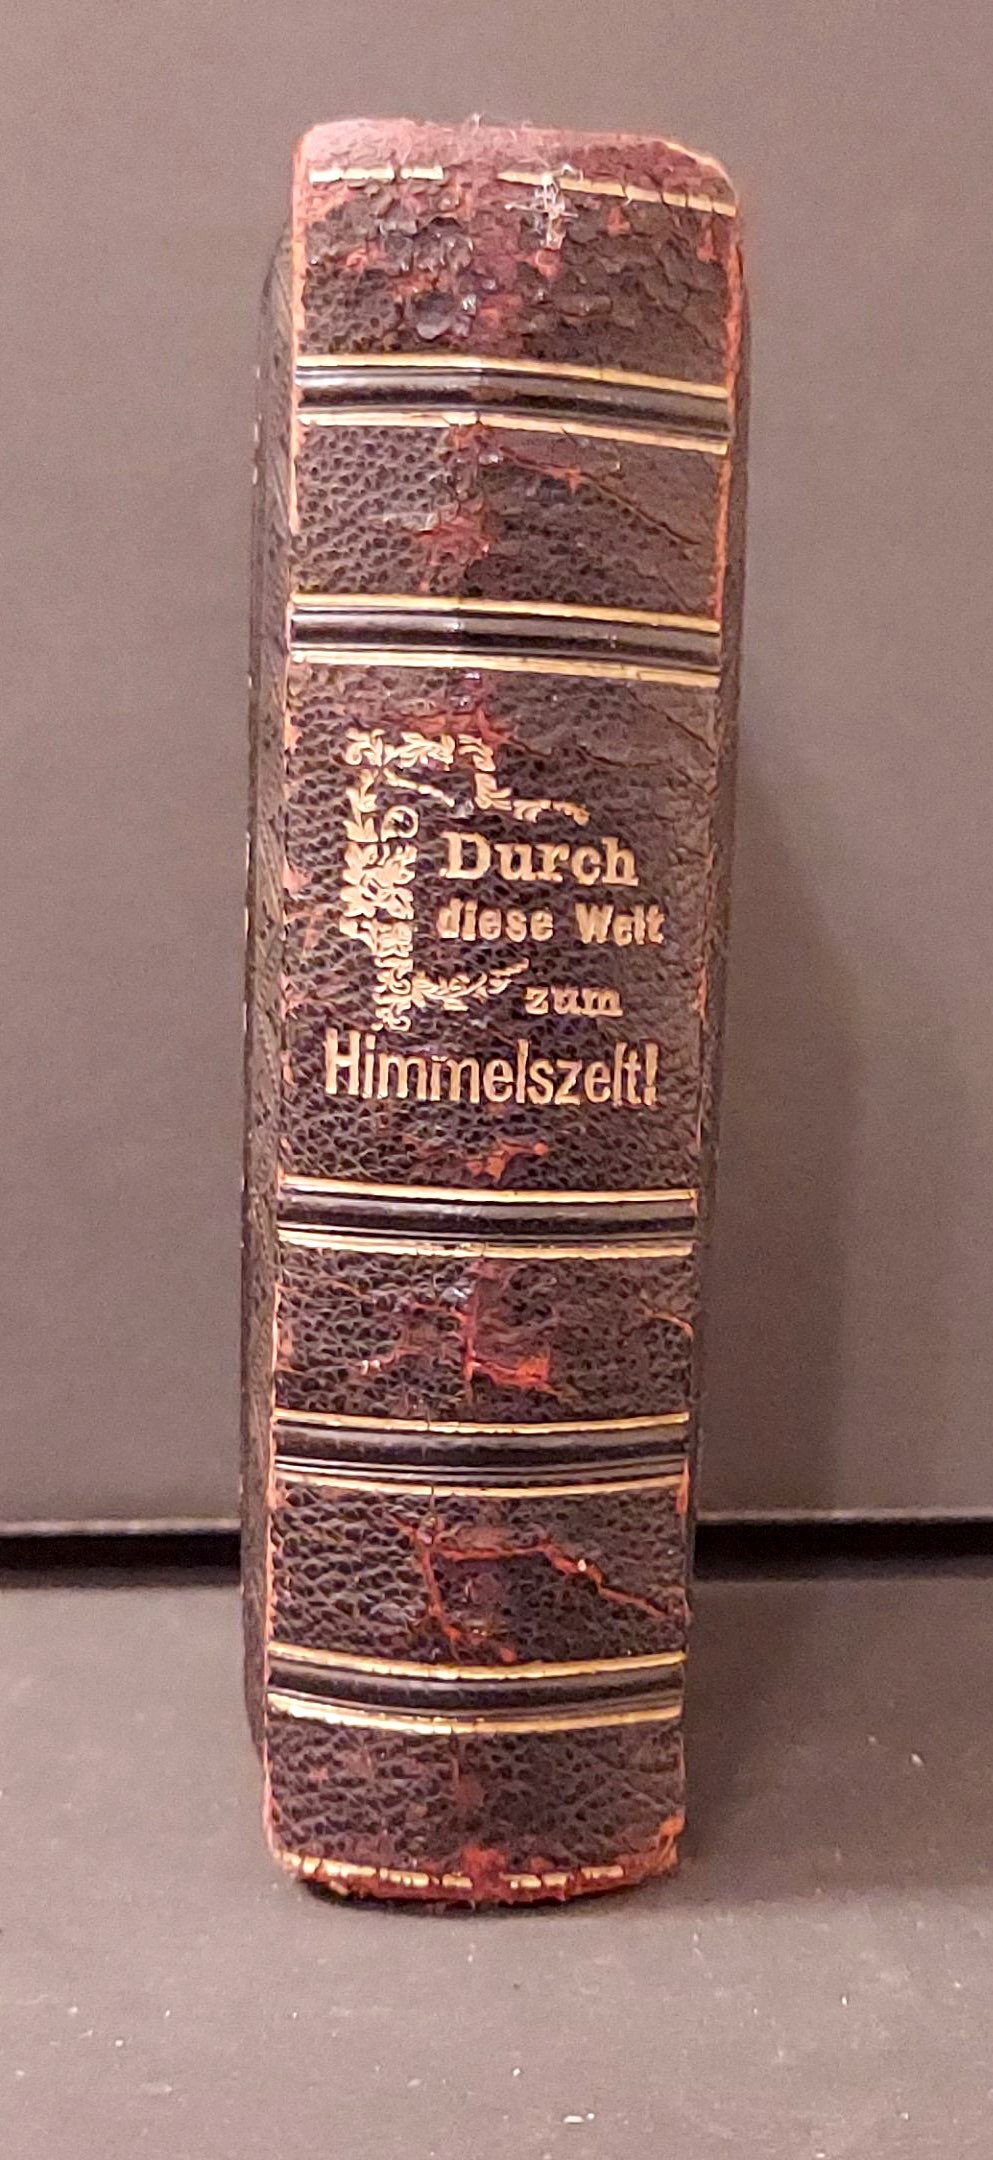 Durch
diese Welt
zum
Himmelszelt!